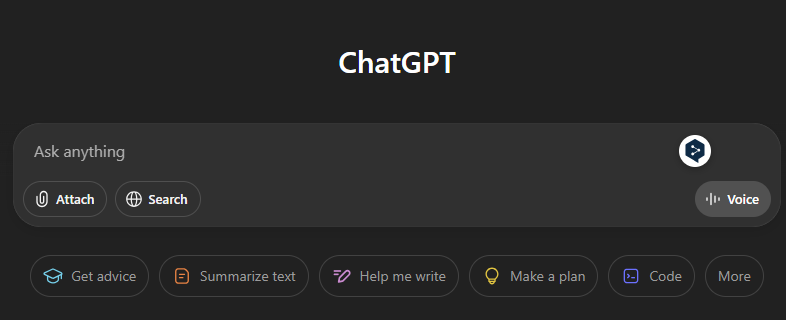 ChatGPT
Ask anything
Attach Search Voice
Get advice Summarize text Help me write Make a plan Code More